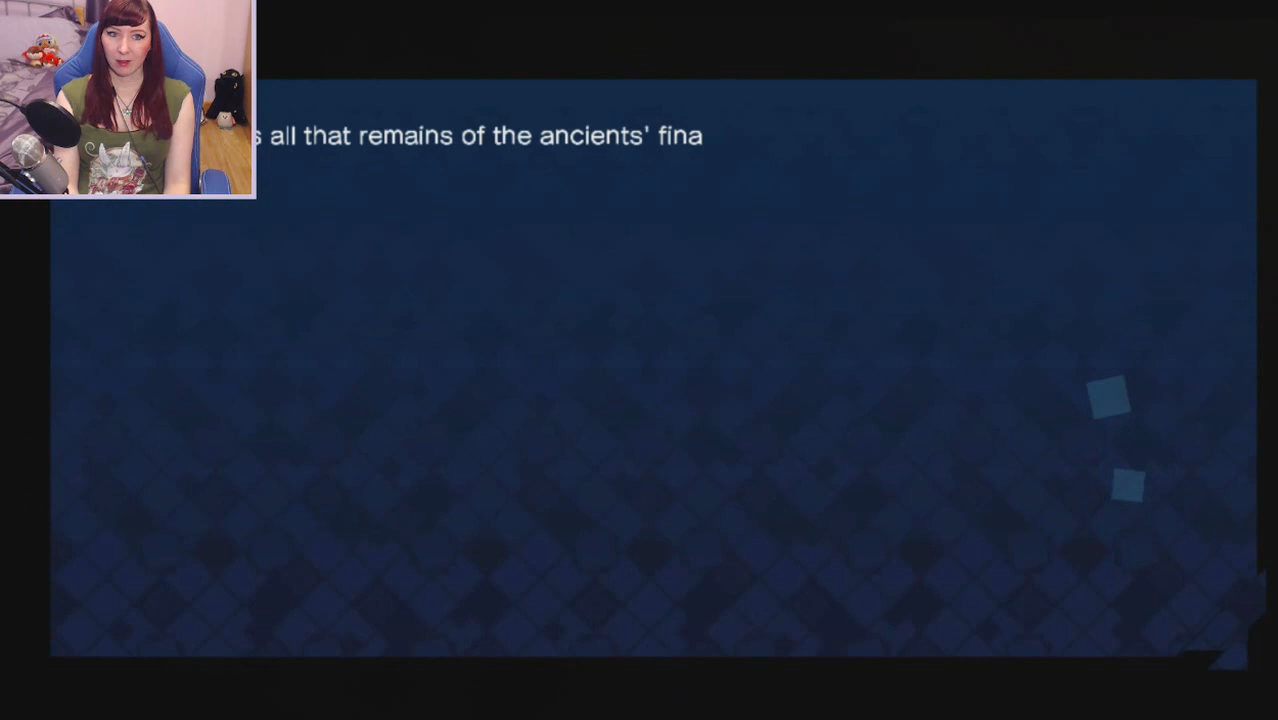 all that remains of the ancients' fina